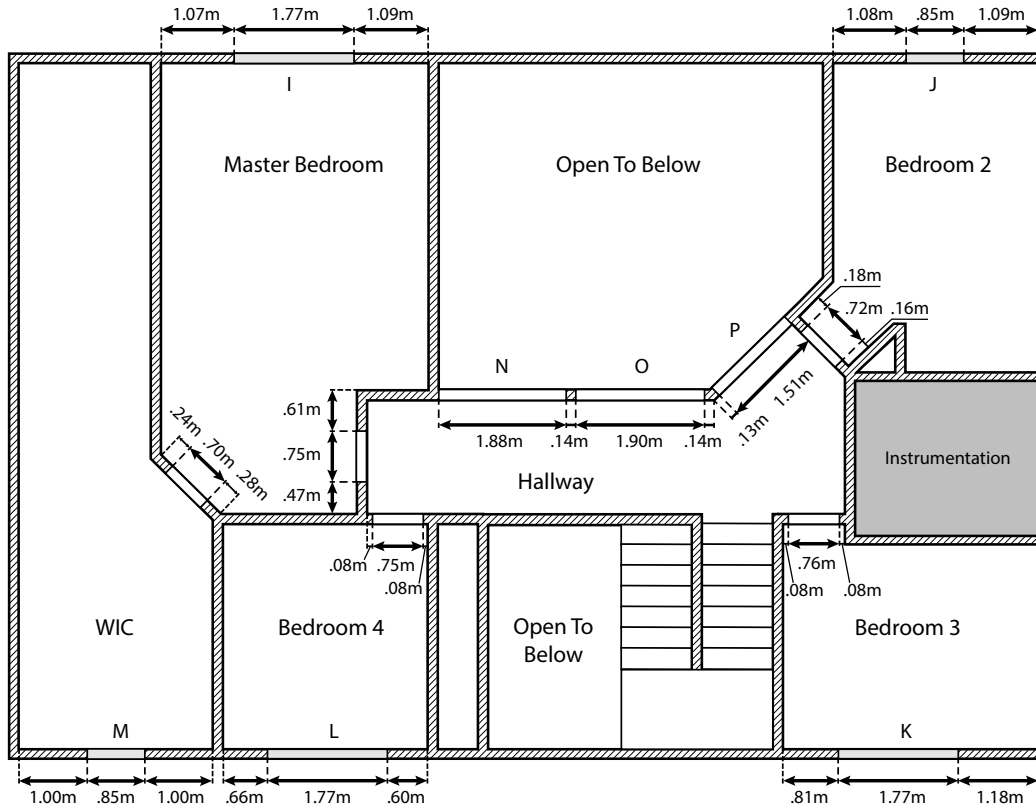 1.07m 1.77m 1.09m 1.08m .85m 1.09m
I J
Master Bedroom Open To Below Bedroom 2
.18m
.72m .16m
P
N O
.61m
1.51m
.24m
.13m
.75m 1.88m .14m 1.90m .14m
.70m
Instrumentation
.28m
.47m Hallway
.08m .75m .76m
.08m .08m .08m
WIC Bedroom 4 Open To Bedroom 3
Below
M L K
1.00m .85m 1.00m .66m 1.77m .60m .81m 1.77m 1.18m